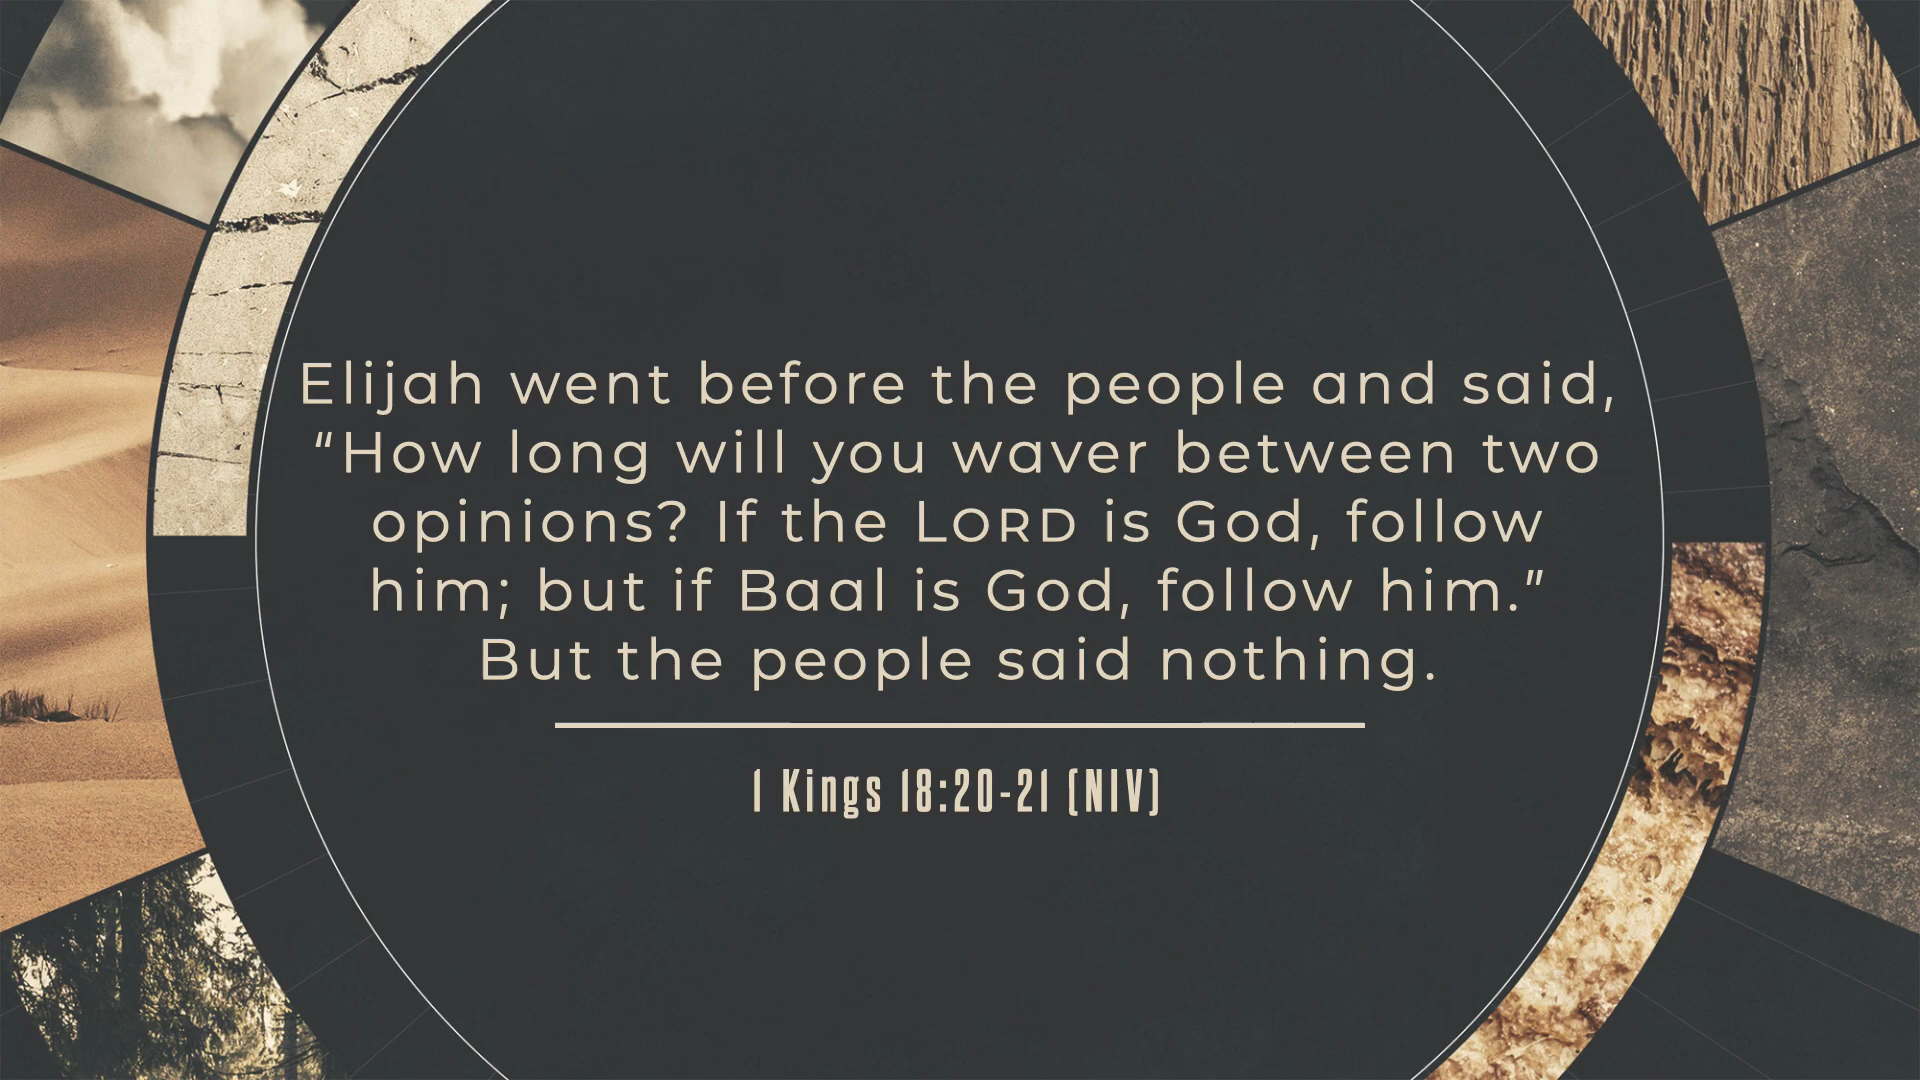 Elijah went before the people and said,
“How long will you waver between two
opinions? If the LORD is God, follow
him; but if Baal is God, follow him.”
But the people said nothing.
1 Kings 18:20-21 (NIV)